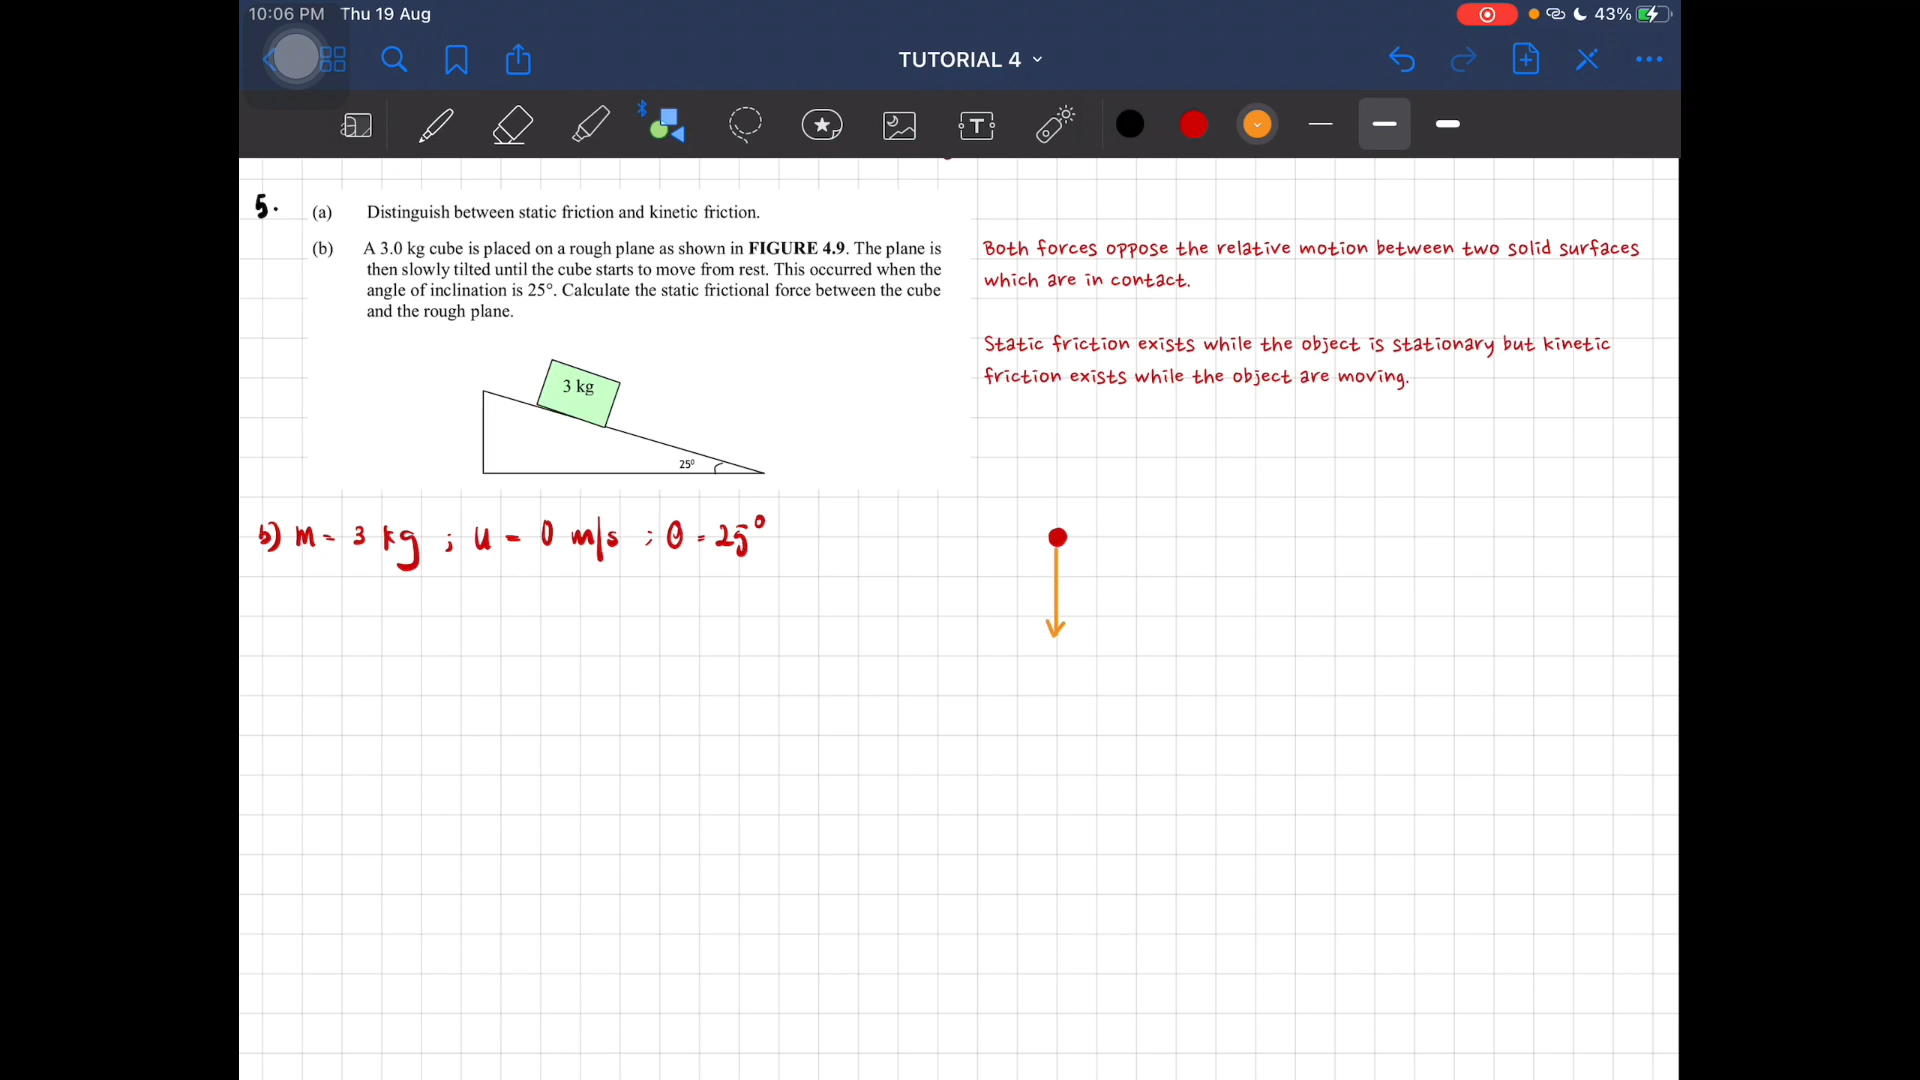 10:06 PM Thu 19 Aug
43%
TUTORIAL 4
5.
(a) Distinguish between static friction and kinetic friction.
(b) A 3.0 kg cube is placed on a rough plane as shown in FIGURE 4.9. The plane is
then slowly tilted until the cube starts to move from rest. This occurred when the
angle of inclination is 25°. Calculate the static frictional force between the cube
and the rough plane.
3 kg
25⁰
Both forces oppose the relative motion between two solid surfaces
which are in contact.
Static friction exists while the object is stationary but kinetic
friction exists while the object are moving.
b) m = 3 kg ; u = 0 m/s ; θ = 25°